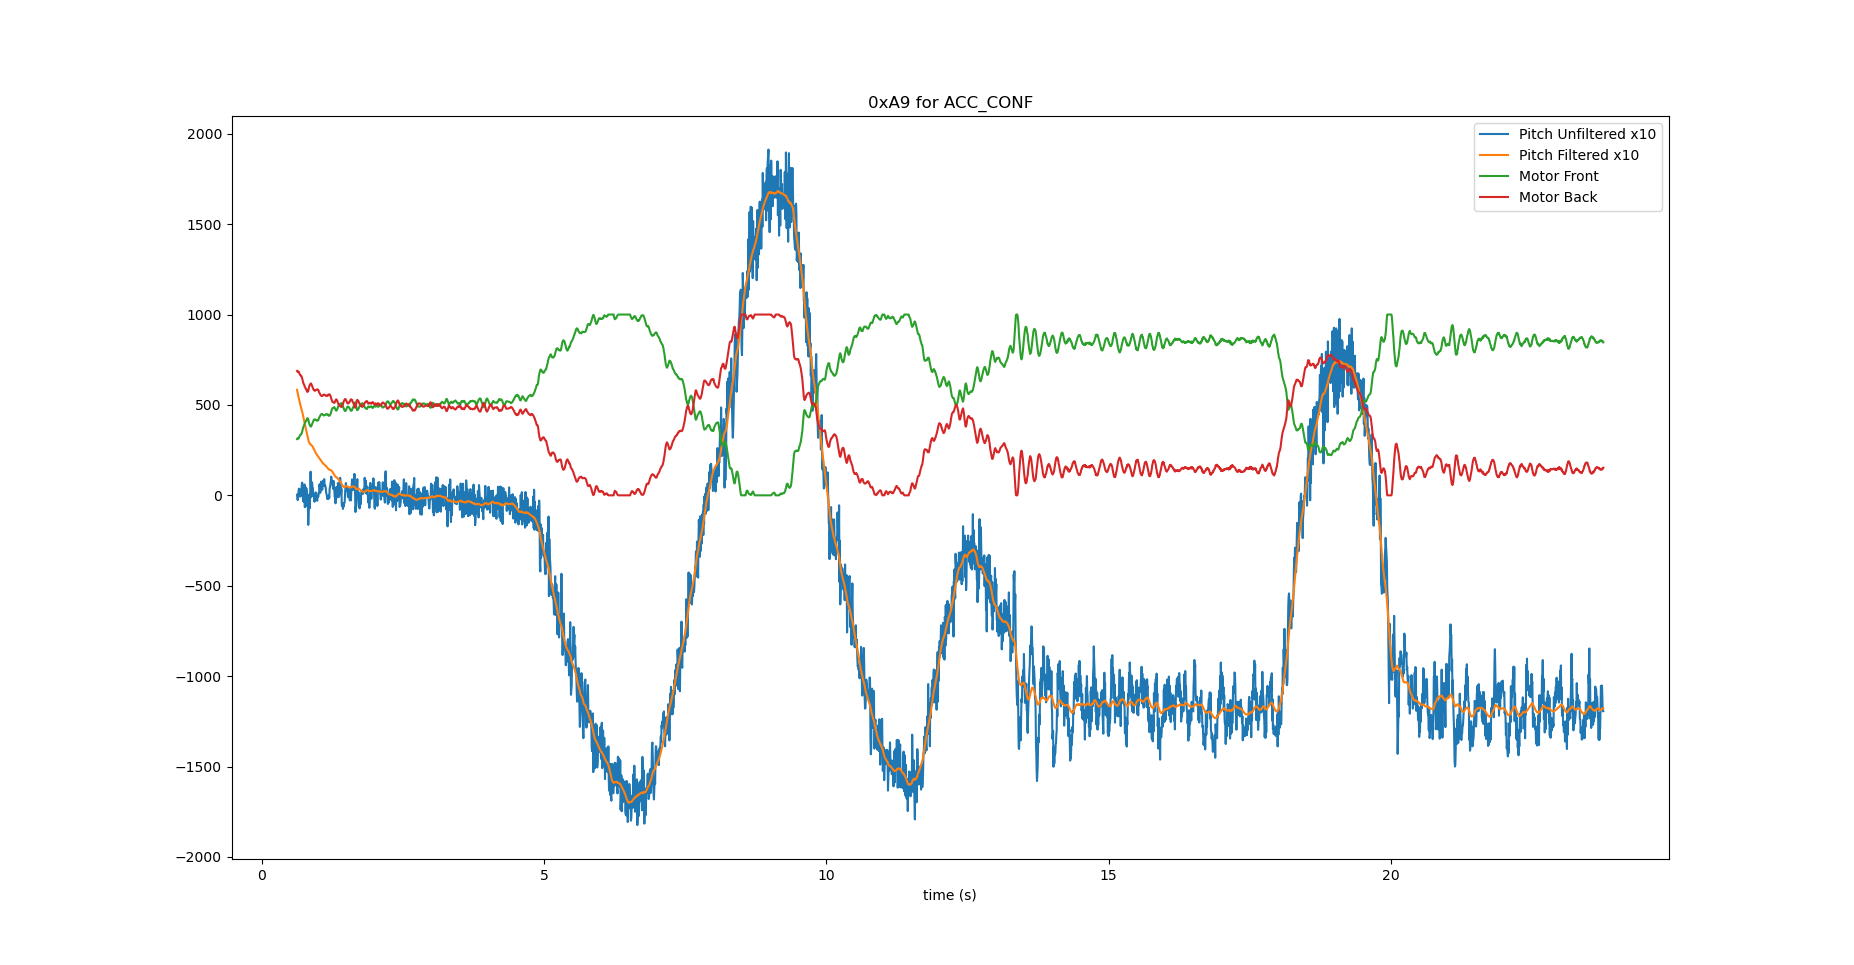 0xA9 for ACC_CONF
Pitch Unfiltered x10
Pitch Filtered x10
Motor Front
Motor Back
2000
1500
1000
500
0
−500
−1000
−1500
−2000
0 5 10 15 20
time (s)